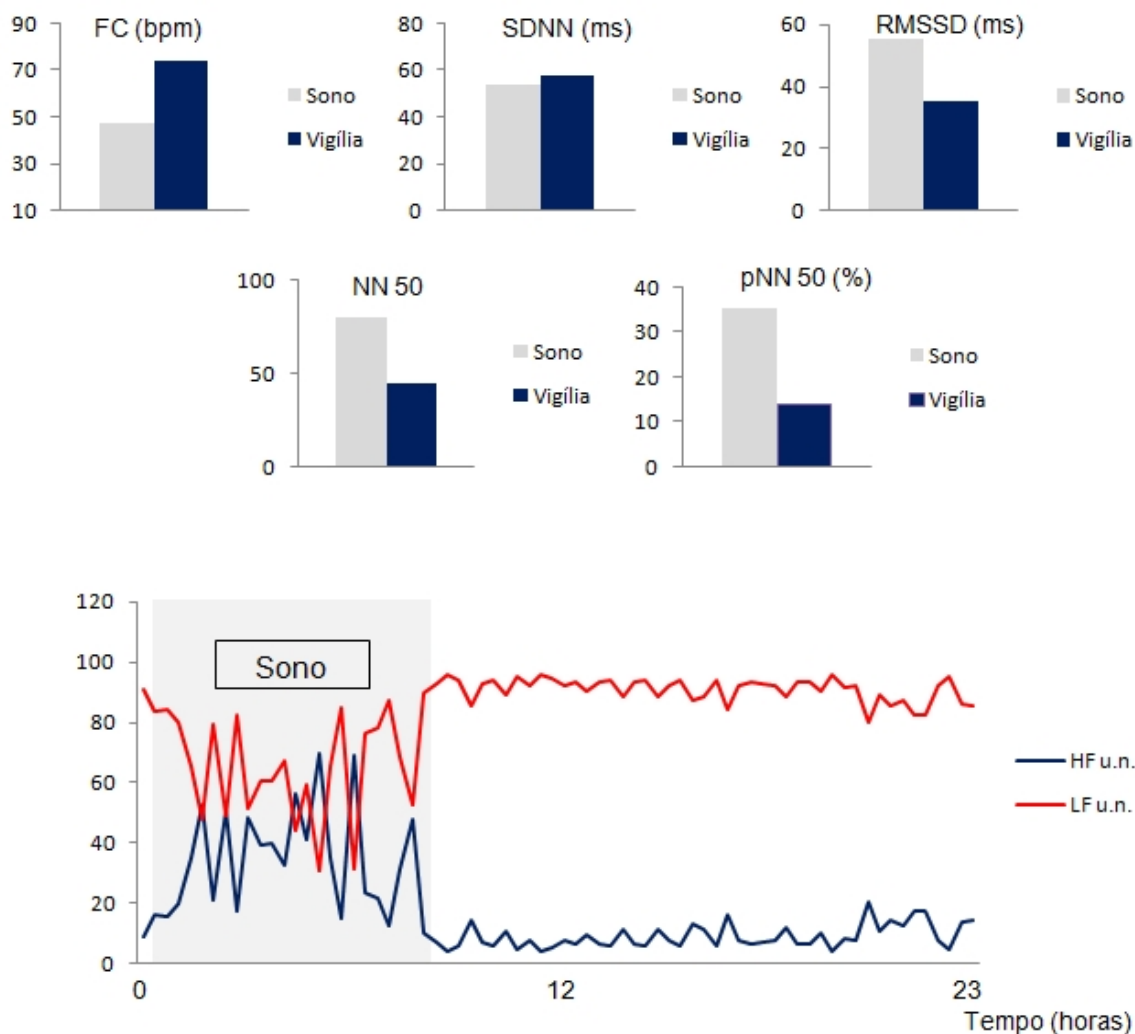 FC (bpm)
90
70
50
30
10
Sono
Vigília
SDNN (ms)
80
60
40
20
0
Sono
Vigília
RMSSD (ms)
60
40
20
0
Sono
Vigília
NN 50
100
50
0
Sono
Vigília
pNN 50 (%)
40
30
20
10
0
Sono
Vigília
120
100
80
60
40
20
0
Sono
HF u.n.
LF u.n.
0 12 23
Tempo (horas)